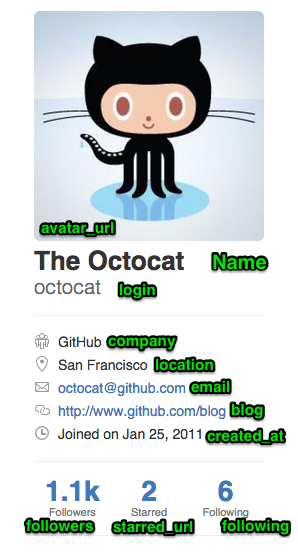 avatar_url
The Octocat Name
octocat login
GitHub company
San Francisco location
octocat@github.com email
http://www.github.com/blog blog
Joined on Jan 25, 2011 created_at
1.1k 2 6
Followers Starred Following
followers starred_url following